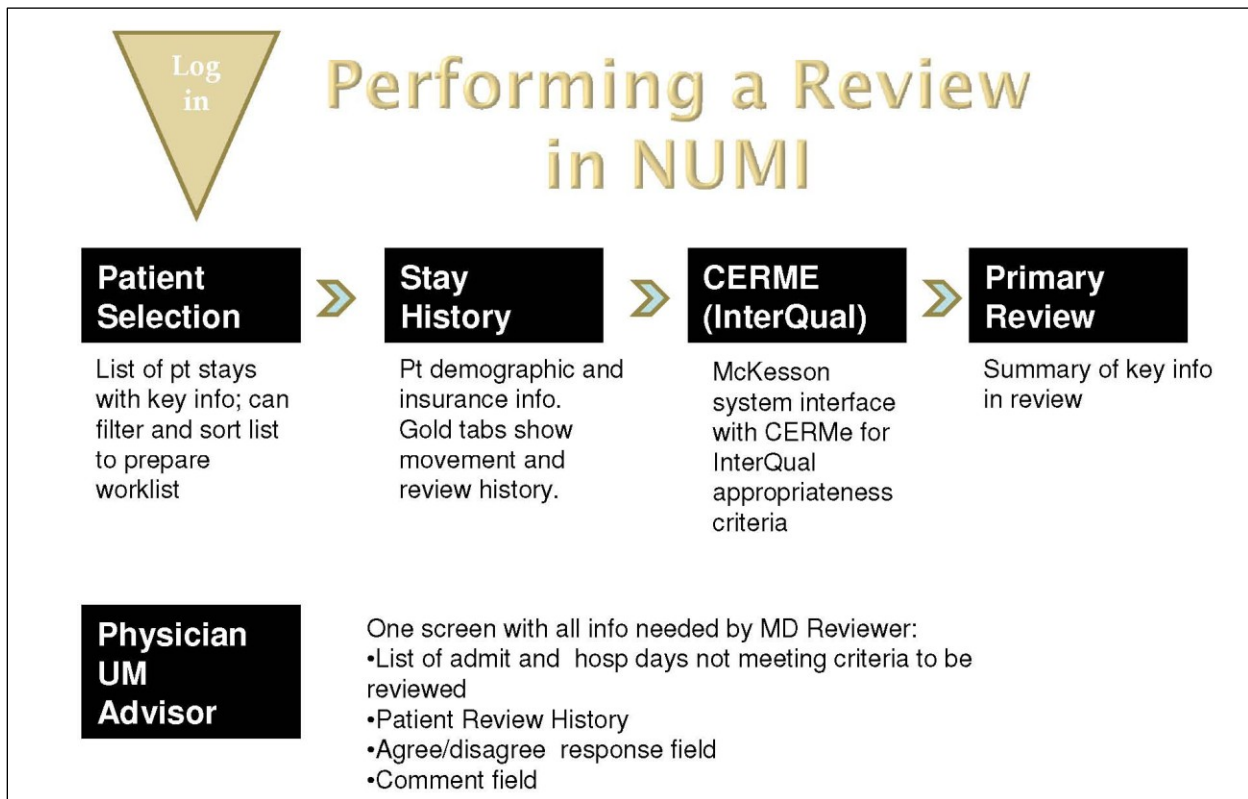 Log
in
Performing a Review
in NUMI
Patient
Selection
List of pt stays
with key info; can
filter and sort list
to prepare
worklist
Stay
History
Pt demographic and
insurance info.
Gold tabs show
movement and
review history.
CERME
(InterQual)
McKesson
system interface
with CERMe for
InterQual
appropriateness
criteria
Primary
Review
Summary of key info
in review
Physician
UM
Advisor
One screen with all info needed by MD Reviewer:
•List of admit and  hosp days not meeting criteria to be
reviewed
•Patient Review History
•Agree/disagree  response field
•Comment field